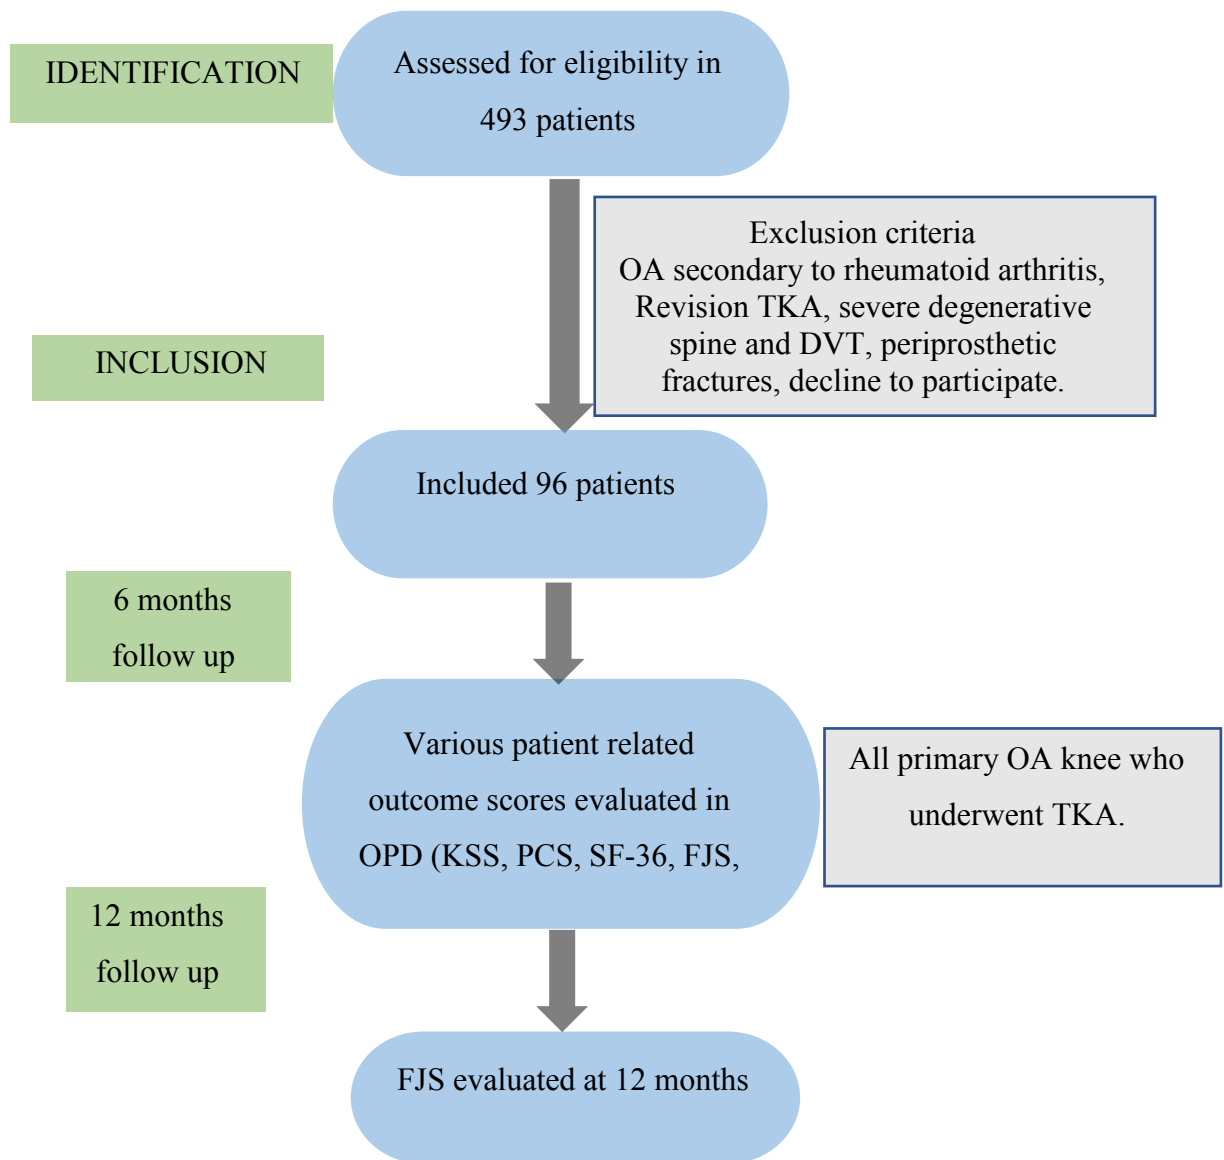 IDENTIFICATION
Assessed for eligibility in
493 patients
Exclusion criteria
OA secondary to rheumatoid arthritis,
Revision TKA, severe degenerative
spine and DVT, periprosthetic
fractures, decline to participate.
INCLUSION
Included 96 patients
6 months
follow up
Various patient related
outcome scores evaluated in
OPD (KSS, PCS, SF-36, FJS,
All primary OA knee who
underwent TKA.
12 months
follow up
FJS evaluated at 12 months